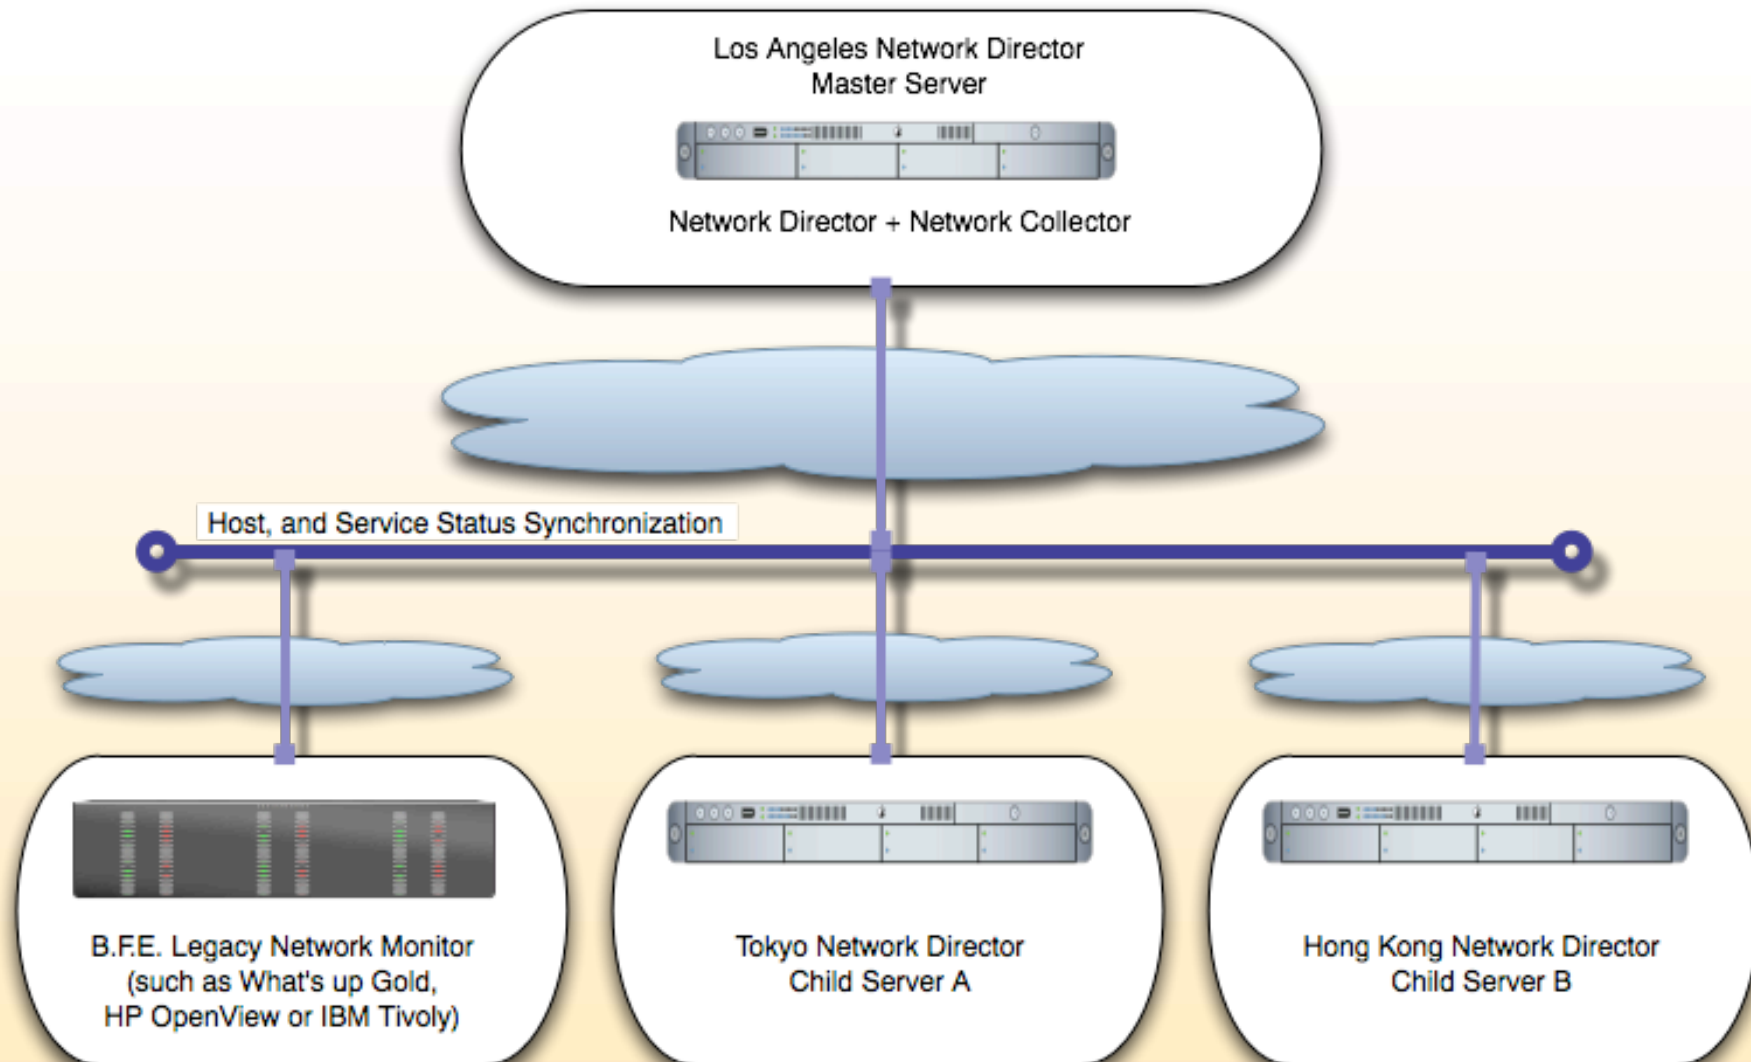 Los Angeles Network Director
Master Server
Network Director + Network Collector
Host, and Service Status Synchronization
B.F.E. Legacy Network Monitor
(such as What's up Gold,
HP OpenView or IBM Tivoly)
Tokyo Network Director
Child Server A
Hong Kong Network Director
Child Server B